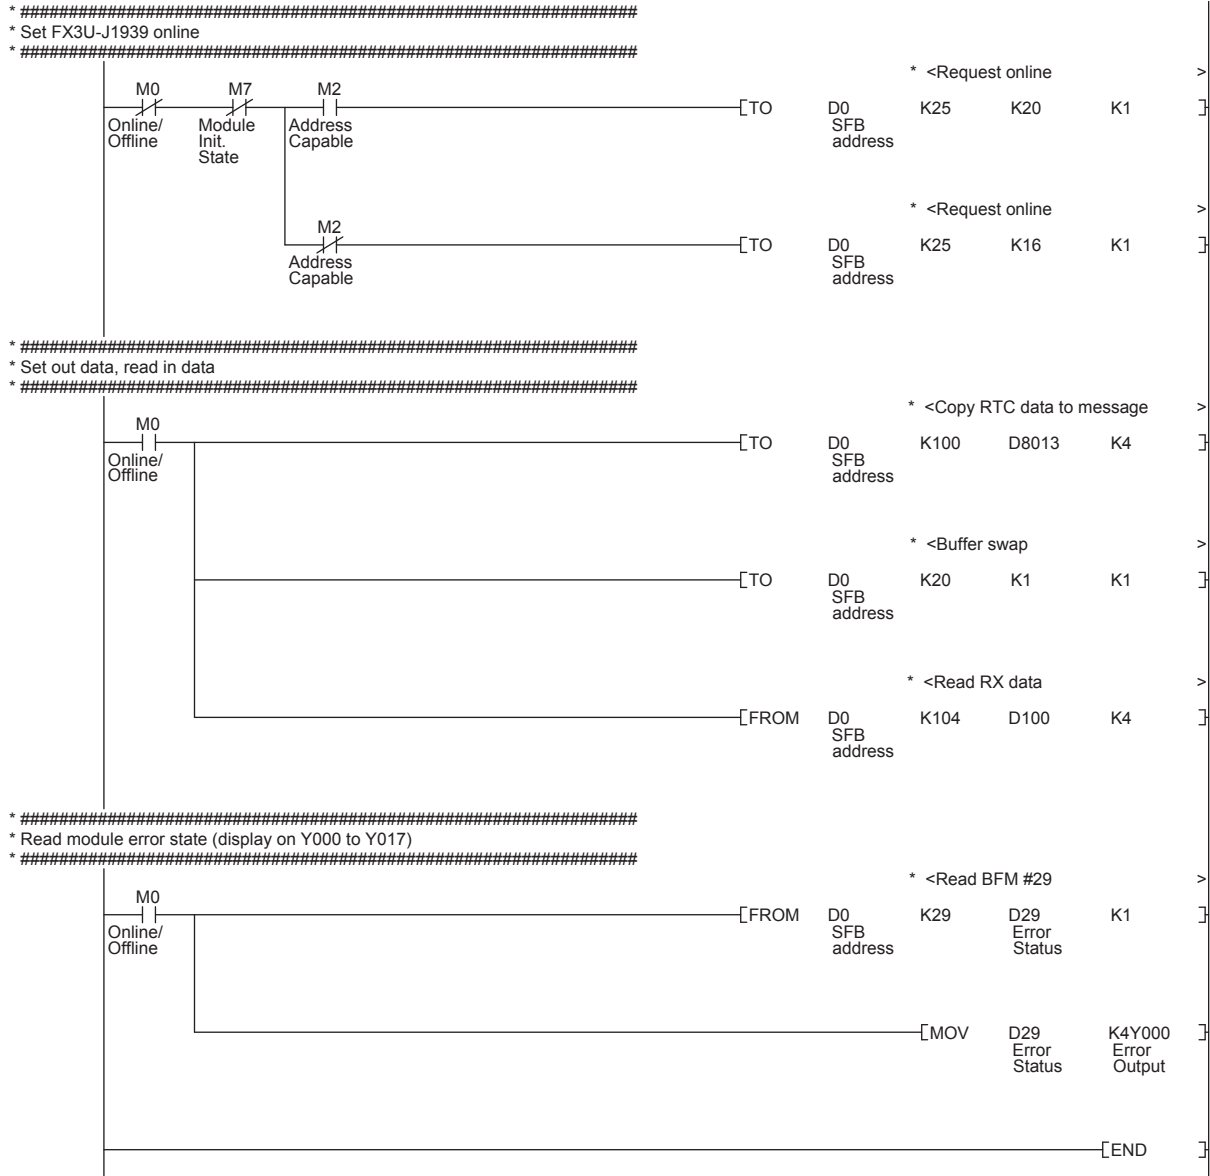 * ###############################################################
* Set FX3U-J1939 online
* ###############################################################
* <Request online >
M0 M7 M2
[TO D0 K25 K20 K1 ]
Online/ Module Address SFB
Offline Init. Capable address
State
* <Request online >
M2
[TO D0 K25 K16 K1 ]
Address SFB
Capable address
* ###############################################################
* Set out data, read in data
* ###############################################################
* <Copy RTC data to message >
M0
[TO D0 K100 D8013 K4 ]
Online/ SFB
Offline address
* <Buffer swap >
[TO D0 K20 K1 K1 ]
SFB
address
* <Read RX data >
[FROM D0 K104 D100 K4 ]
SFB
address
* ###############################################################
* Read module error state (display on Y000 to Y017)
* ###############################################################
* <Read BFM #29 >
M0
[FROM D0 K29 D29 K1 ]
Online/ SFB Error
Offline address Status
[MOV D29 K4Y000 ]
Error Error
Status Output
[END ]